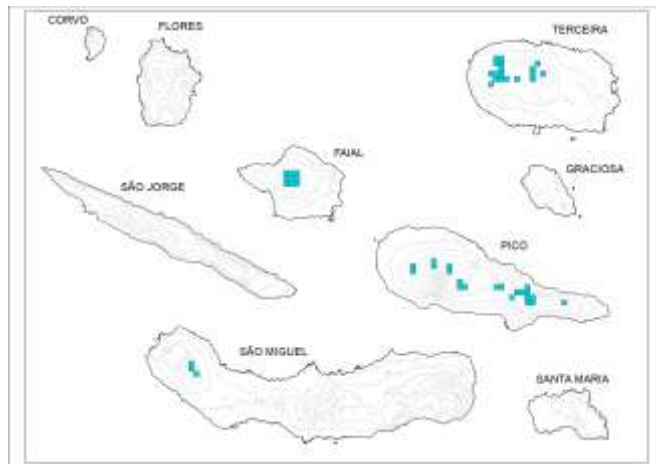 CORVO
FLORES
TERCEIRA
FAIAL
GRACIOSA
SÃO JORGE
PICO
SÃO MIGUEL
SANTA MARIA